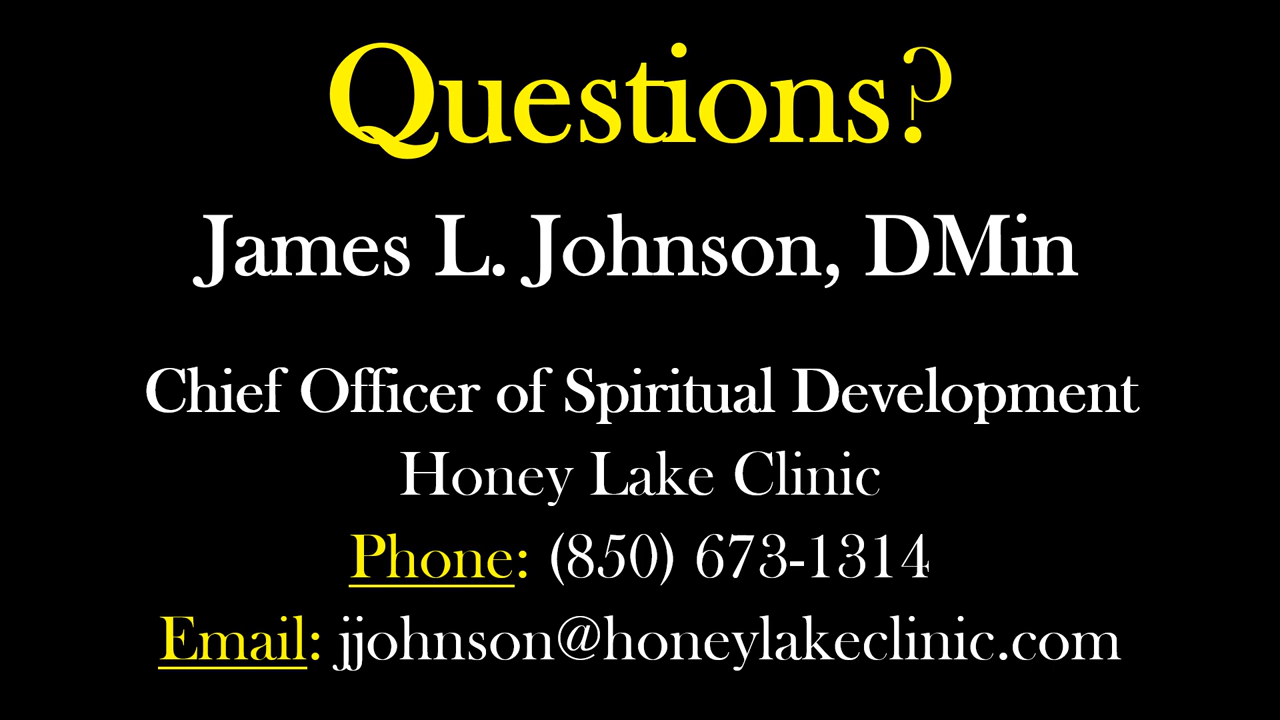 Questions?
James L. Johnson, DMin
Chief Officer of Spiritual Development
Honey Lake Clinic
Phone: (850) 673-1314
Email: jjohnson@honeylakeclinic.com